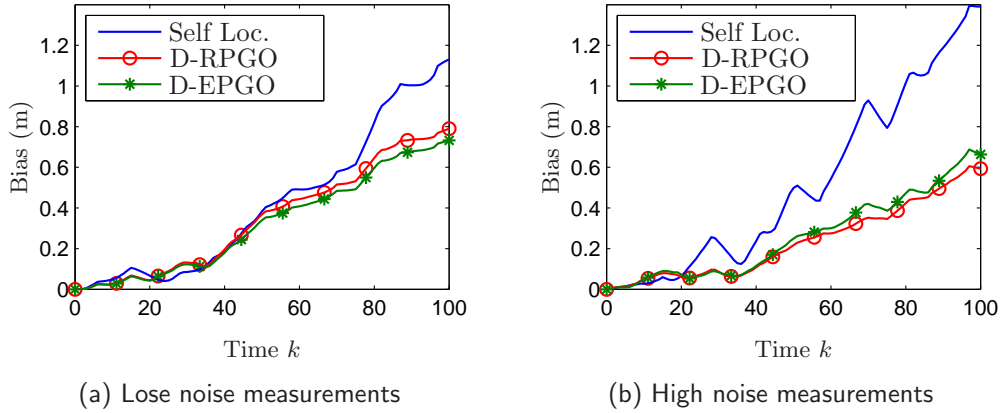 Self Loc.
D-RPGO
D-EPGO
Bias (m)
1.2
1
0.8
0.6
0.4
0.2
0
0 20 40 60 80 100
Time k
(a) Lose noise measurements
Self Loc.
D-RPGO
D-EPGO
Bias (m)
1.2
1
0.8
0.6
0.4
0.2
0
0 20 40 60 80 100
Time k
(b) High noise measurements